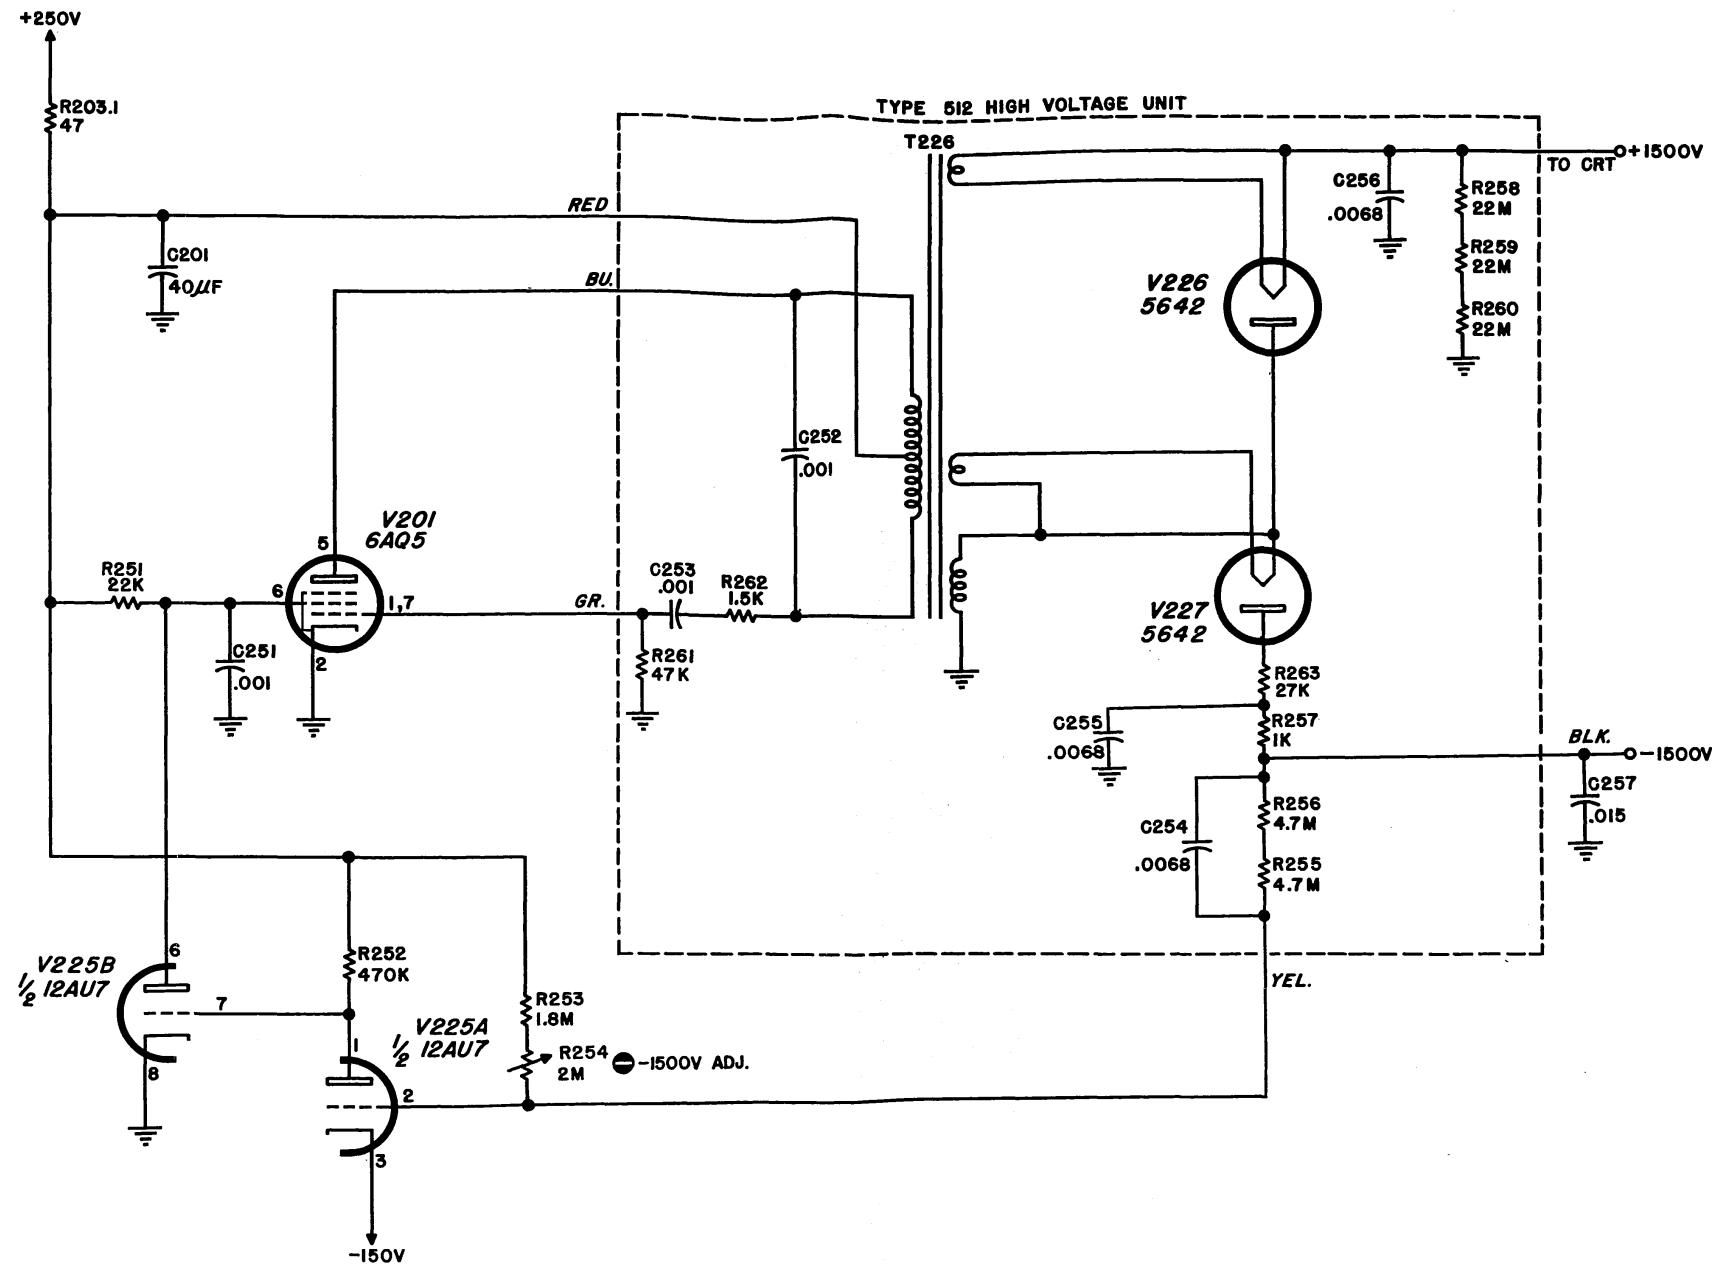 +250V
R203.1
47
TYPE 512 HIGH VOLTAGE UNIT
T226
+1500V
TO CRT
C256
.0068
R258
22M
R259
22M
R260
22M
RED
C201
40µF
BU.
V226
5642
C252
.001
V201
6AQ5
5
R251
22K
6
1,7
GR.
C253
.001
R262
1.5K
V227
5642
2
C251
.001
R261
47K
R263
27K
C255
.0068
R257
1K
BLK.
-1500V
C257
.015
C254
.0068
R256
4.7M
R255
4.7M
YEL.
V225B
½ 12AU7
6
7
8
R252
470K
R253
1.8M
V225A
½ 12AU7
1
2
3
R254
2M
-1500V ADJ.
-150V